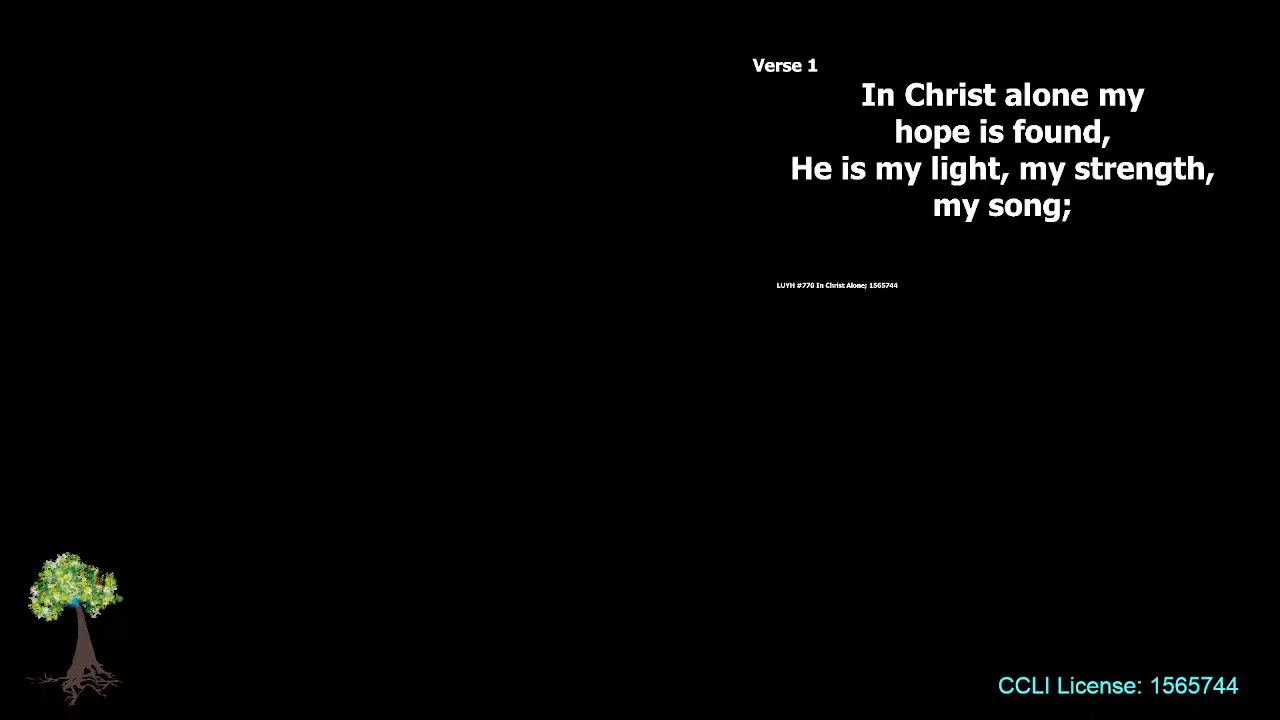 Verse 1
In Christ alone my
hope is found,
He is my light, my strength,
my song;
LUYH #770 In Christ Alone; 1565744
CCLI License: 1565744